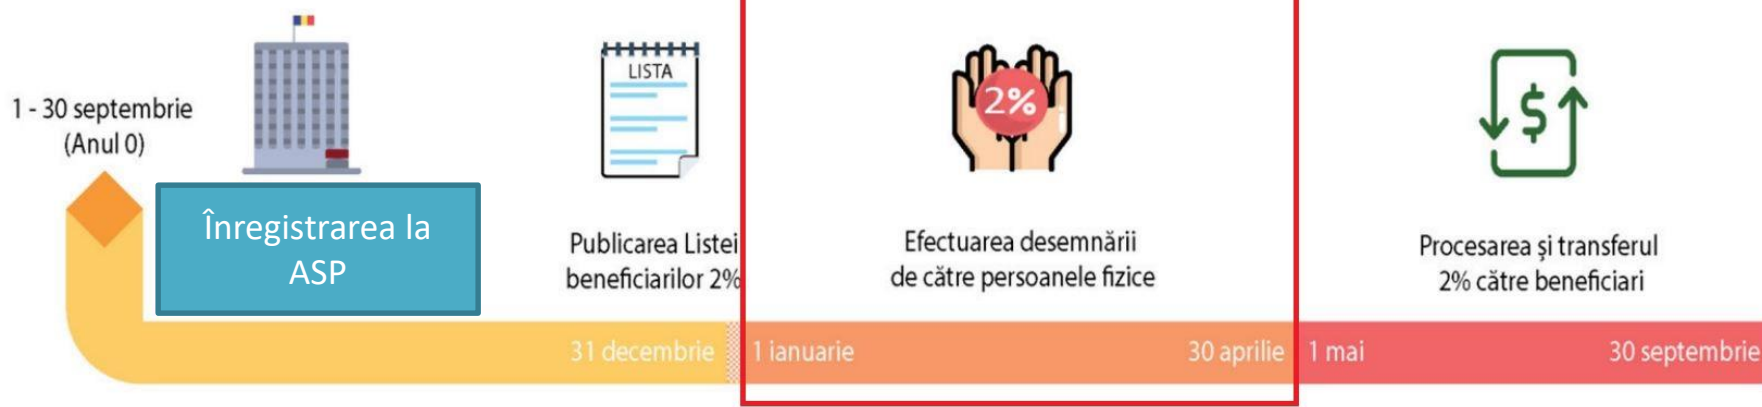 1 - 30 septembrie
(Anul 0)
Înregistrarea la
ASP
LISTA
Publicarea Listei
beneficiarilor 2%
2%
Efectuarea desemnării
de către persoanele fizice
$
Procesarea și transferul
2% către beneficiari
31 decembrie
1 ianuarie
30 aprilie
1 mai
30 septembrie